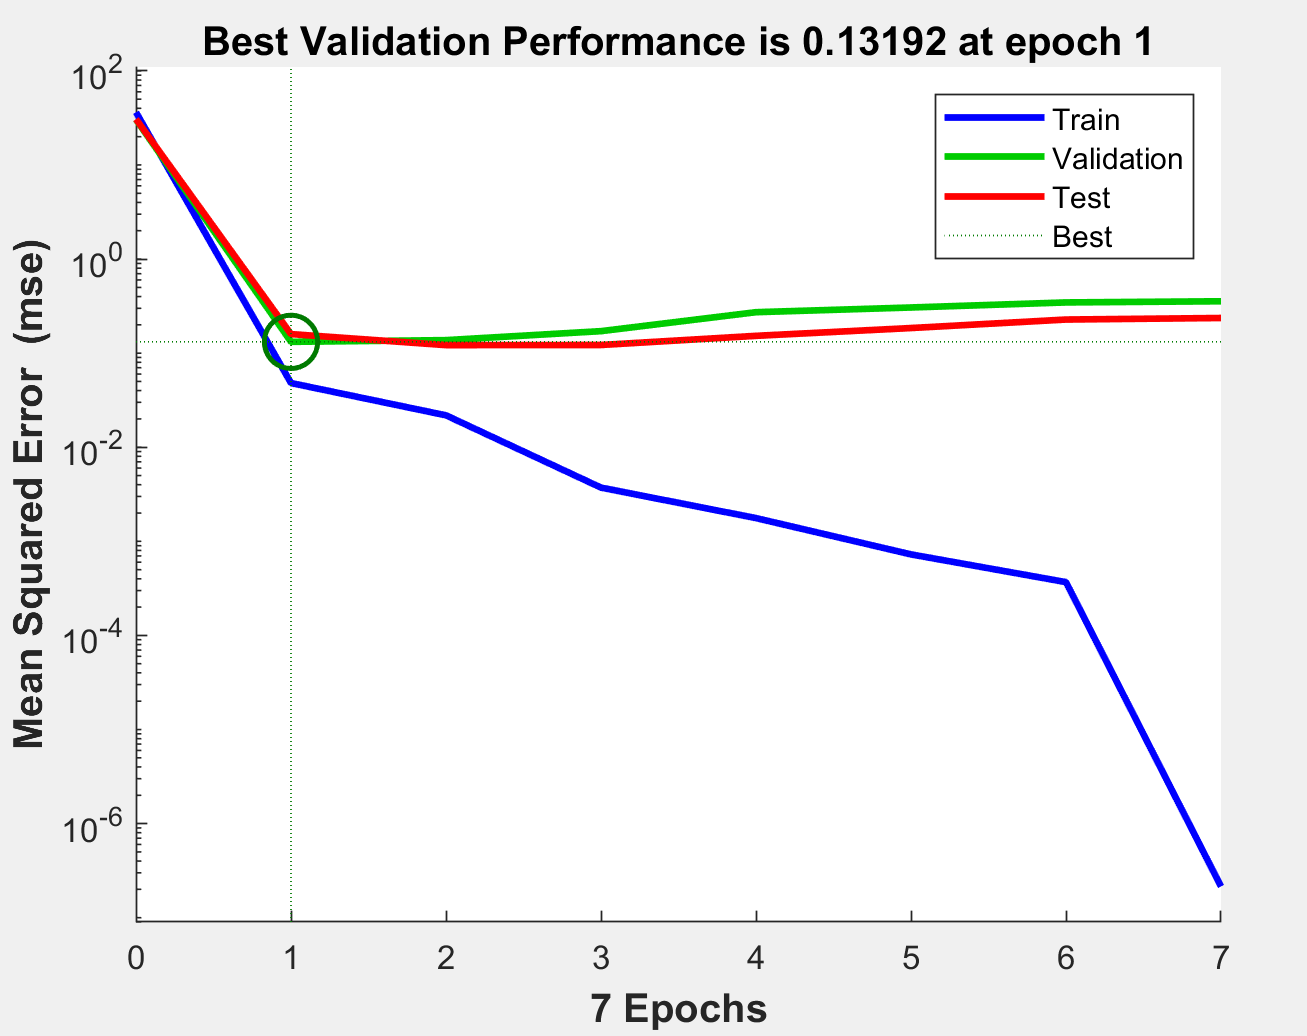 Best Validation Performance is 0.13192 at epoch 1
Mean Squared Error (mse)
10^2
10^0
10^-2
10^-4
10^-6
Train
Validation
Test
Best
0 1 2 3 4 5 6 7
7 Epochs